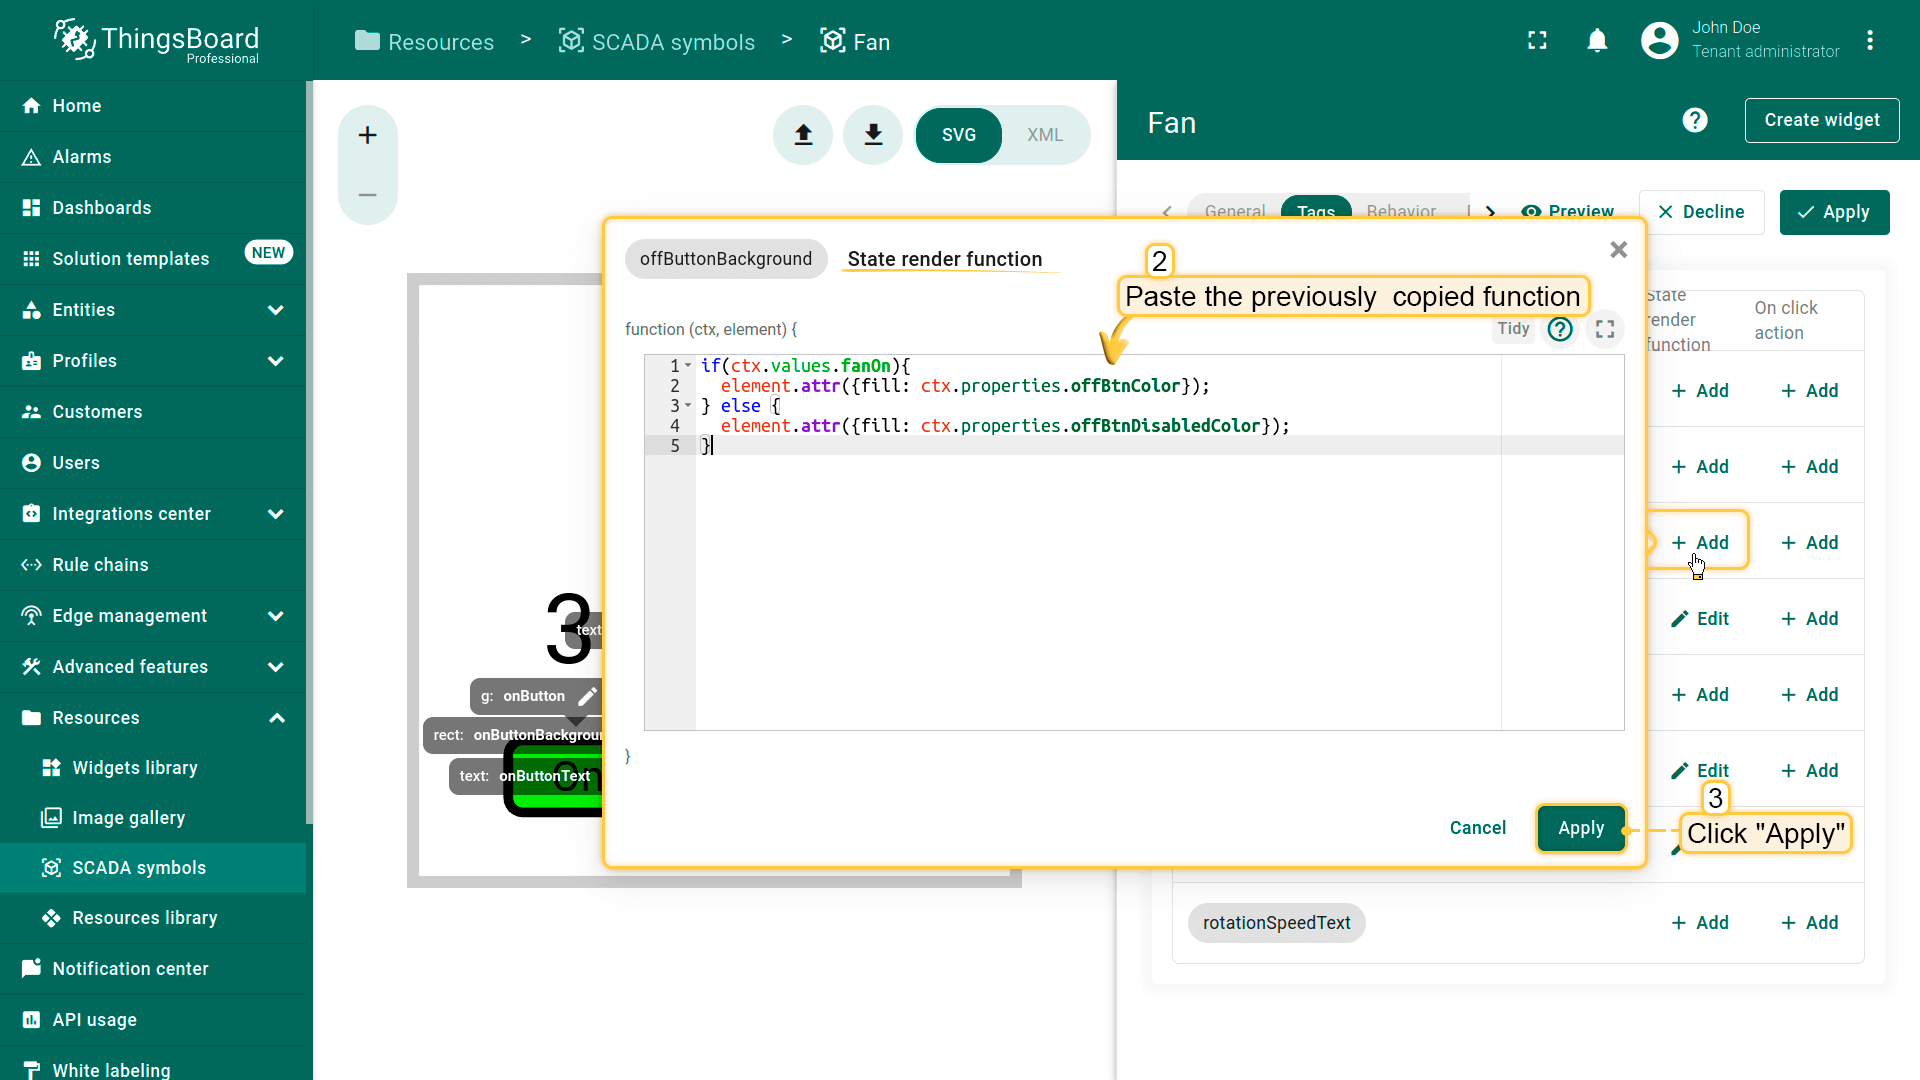 ThingsBoard
Professional
Resources > SCADA symbols > Fan
John Doe
Tenant administrator
Home
Alarms
Dashboards
Solution templates NEW
Entities
Profiles
Customers
Users
Integrations center
Rule chains
Edge management
Advanced features
Resources
Widgets library
Image gallery
SCADA symbols
Resources library
Notification center
API usage
White labeling
+
−
SVG XML
3
text
g: onButton
rect: onButtonBackgroun
text: onButtonText
On
Fan
? Create widget
General Tags Behavior Preview Decline Apply
offButtonBackground State render function
2
Paste the previously copied function
function (ctx, element) {
Tidy ?
1 if(ctx.values.fanOn){
2 element.attr({fill: ctx.properties.offBtnColor});
3 } else {
4 element.attr({fill: ctx.properties.offBtnDisabledColor});
5 }
}
Cancel Apply
3
Click "Apply"
State
render
function
On click
action
+ Add + Add
+ Add + Add
+ Add + Add
Edit + Add
+ Add + Add
Edit + Add
rotationSpeedText + Add + Add